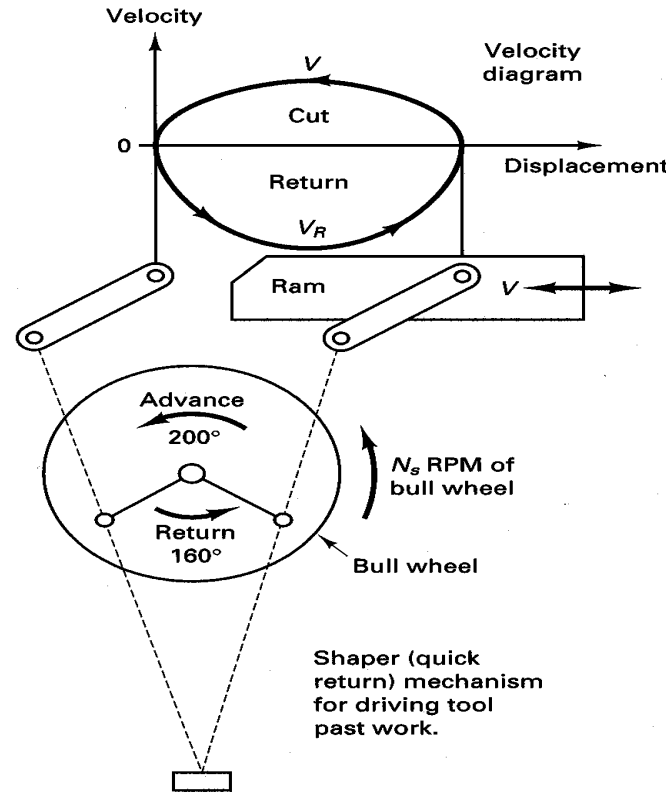 Velocity
V
Velocity
diagram
Cut
0
Displacement
Return
V_R
Ram
V
Advance
200°
N_s RPM of
bull wheel
Return
160°
Bull wheel
Shaper (quick
return) mechanism
for driving tool
past work.